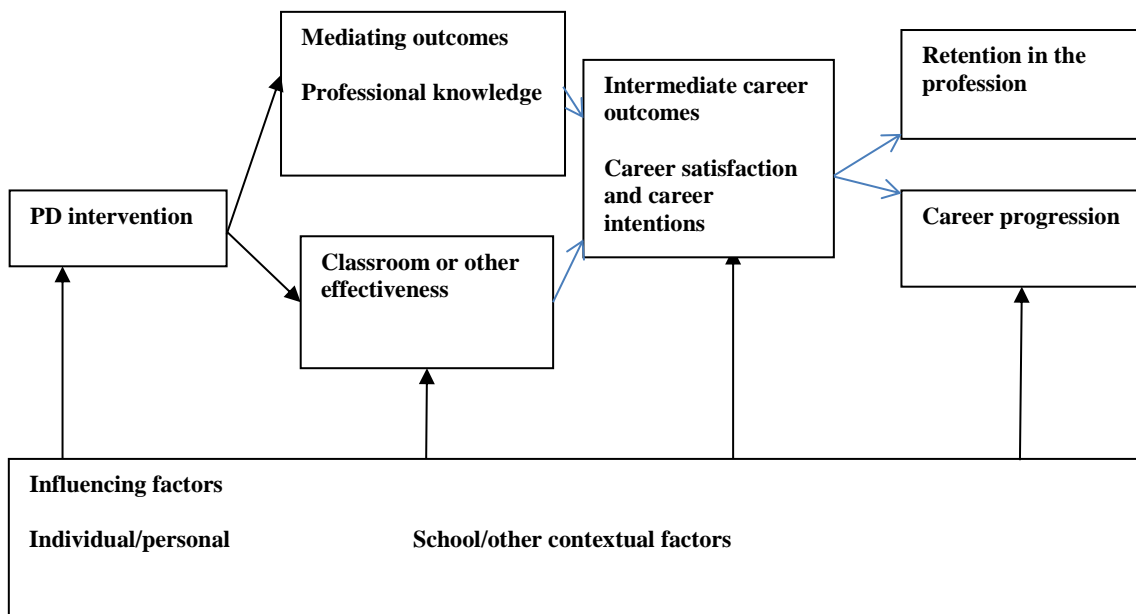 Mediating outcomes
Professional knowledge
PD intervention
Classroom or other
effectiveness
Intermediate career
outcomes
Career satisfaction
and career
intentions
Retention in the
profession
Career progression
Influencing factors
Individual/personal
School/other contextual factors